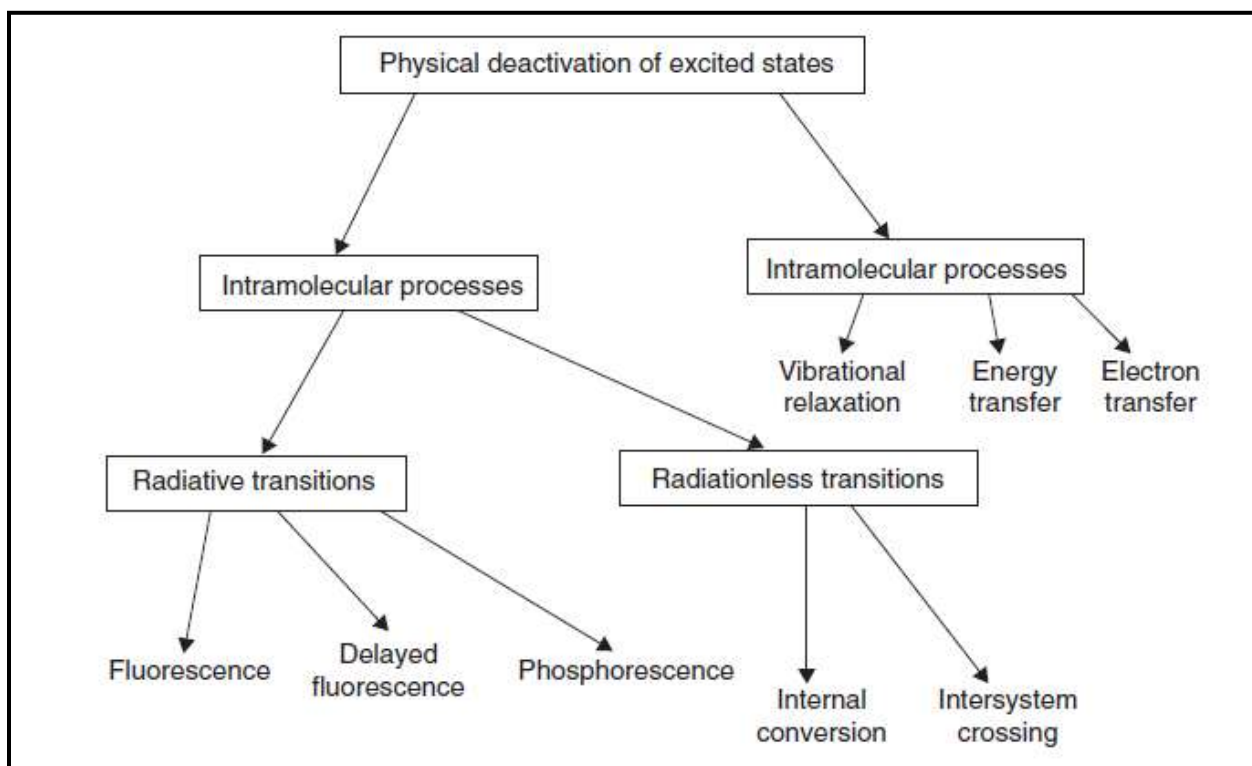 Physical deactivation of excited states
Intramolecular processes
Intramolecular processes
Vibrational
relaxation
Energy
transfer
Electron
transfer
Radiative transitions
Radiationless transitions
Fluorescence
Delayed
fluorescence
Phosphorescence
Internal
conversion
Intersystem
crossing